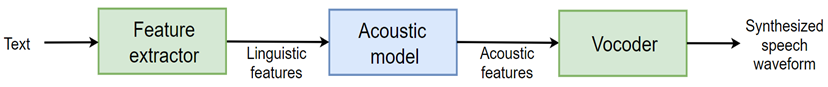 Text
Feature
extractor
Linguistic
features
Acoustic
model
Acoustic
features
Vocoder
Synthesized
speech
waveform